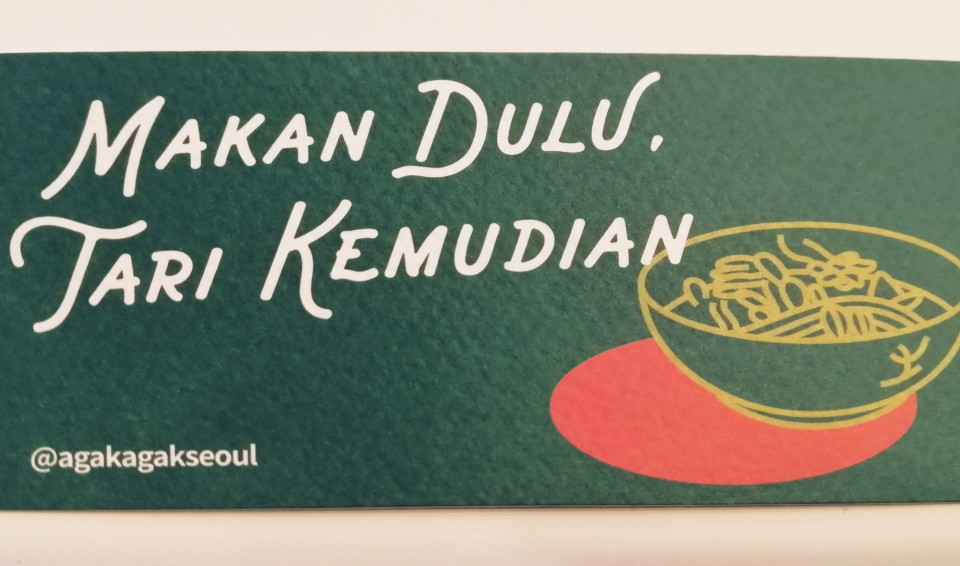 MAKAN DULU,
TARI KEMUDIAN
@agakagakseoul